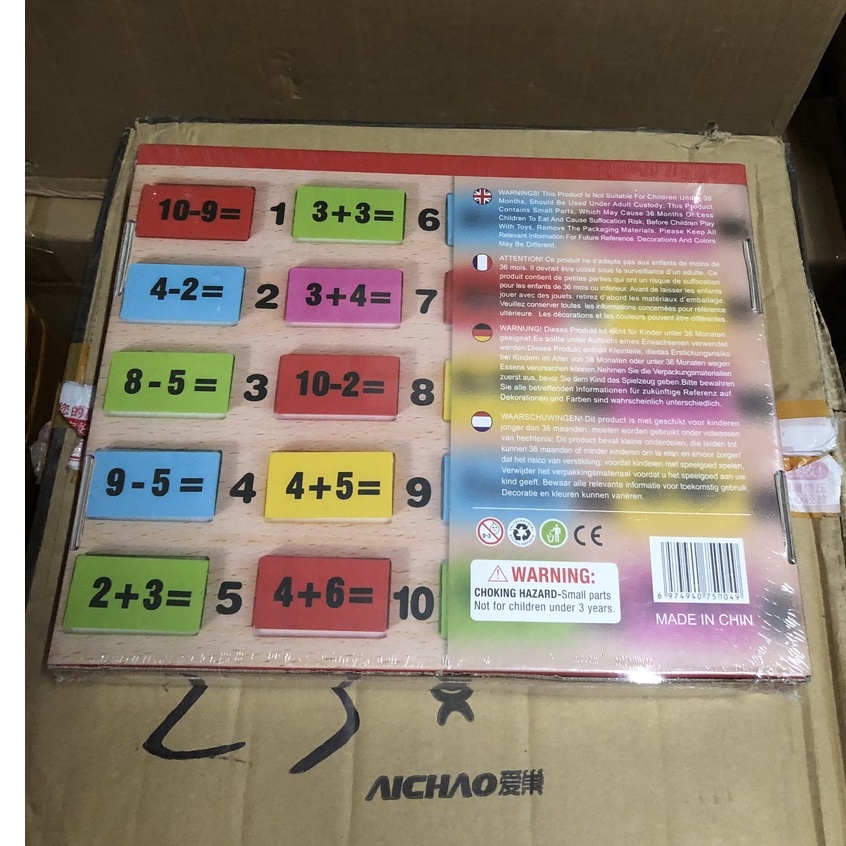 10-9= 1 3+3= 6
4-2= 2 3+4= 7
8-5= 3 10-2= 8
9-5= 4 4+5= 9
2+3= 5 4+6= 10
WARNINGS! This Product Is Not Suitable For Children Under 36
Months, Should Be Used Under Adult Custody; This Product
Contains Small Parts, Which May Cause 36 Months Of Less
Children To Eat And Cause Suffocation Risk; Before Children Play
With Toys, Remove The Packaging Materials. Please Keep All
Relevant Information For Future Reference. Decorations And Colors
May Be Different.
ATTENTION! Ce produit ne s'adapte pas aux enfants de moins de
36 mois. Il devrait être utilisé sous la surveillance d'un adulte. Ce
produit contient de petites parties qui ont un risque de suffocation
pour les enfants de 36 mois ou inférieur. Avant de laisser les enfants
jouer avec des jouets, retirez d'abord les matériaux d'emballage.
Veuillez conserver toutes les informations concernées pour référence
ultérieure. Les décorations et les couleurs peuvent être différentes.
WARNUNG! Dieses Produkt ist nicht für Kinder unter 36 Monaten
geeignet.Es sollte unter Aufsicht eines Erwachsenen verwendet
werden.Dieses Produkt enthält Kleinteile, diedas Erstickungsrisiko
bei Kindern im Alter von 36 Monaten oder unter 36 Monaten wegen
Essens verursachen können.Nehmen Sie die Verpackungsmaterialien
zuerst aus, bevor Sie dem Kind das Spielzeug geben.Bitte bewahren
Sie alle betreffenden Informationen für zukünftige Referenz auf.
Dekorationen und Farben sind wahrscheinlich unterschiedlich.
WAARSCHUWINGEN! Dit product is niet geschikt voor kinderen
jonger dan 36 maanden, moeten worden gebruikt onder volwassen
van hechtenis; Dit product bevat kleine onderdelen, die leiden tot
kunnen 36 maanden of minder kinderen om te eten en ervoor zorgen
dat het risico van verstikking; voordat kinderen met speelgoed spelen,
Verwijder het verpakkingsmateriaal voordat u het speelgoed aan uw
kind geeft. Bewaar alle relevante informatie voor toekomstig gebruik.
Decoratie en kleuren kunnen variëren.
0-3 CE
WARNING:
CHOKING HAZARD-Small parts
Not for children under 3 years.
6 974940 750049
MADE IN CHIN
AICHAO爱巢